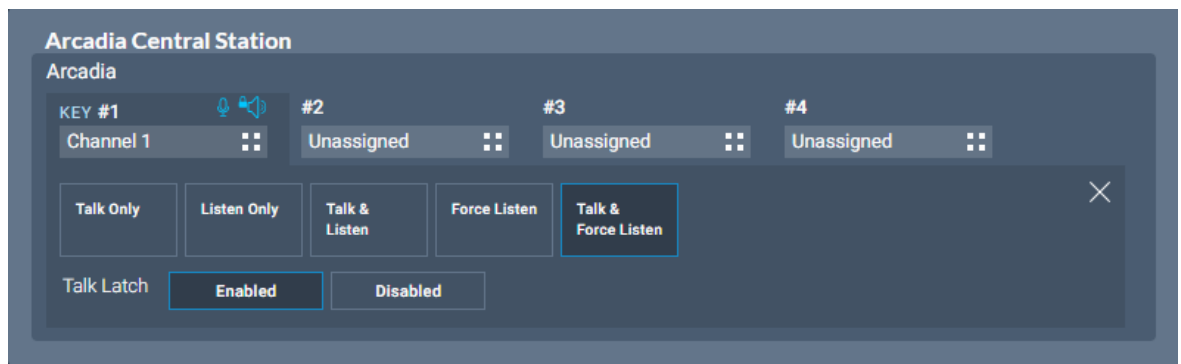 Arcadia Central Station
Arcadia
KEY #1 #2 #3 #4
Channel 1 Unassigned Unassigned Unassigned
Talk Only Listen Only Talk & Listen Force Listen Talk & Force Listen
Talk Latch Enabled Disabled